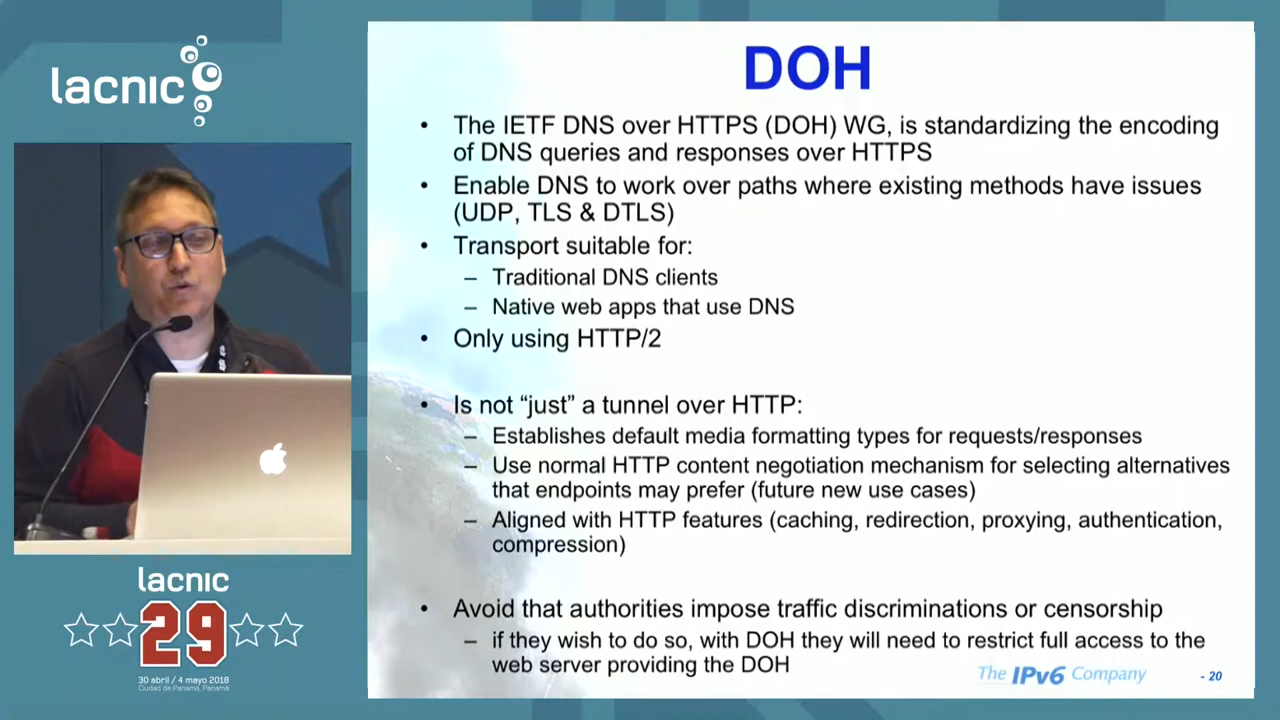 lacnic
DOH
• The IETF DNS over HTTPS (DOH) WG, is standardizing the encoding
of DNS queries and responses over HTTPS
• Enable DNS to work over paths where existing methods have issues
(UDP, TLS & DTLS)
• Transport suitable for:
– Traditional DNS clients
– Native web apps that use DNS
• Only using HTTP/2
• Is not “just” a tunnel over HTTP:
– Establishes default media formatting types for requests/responses
– Use normal HTTP content negotiation mechanism for selecting alternatives
that endpoints may prefer (future new use cases)
– Aligned with HTTP features (caching, redirection, proxying, authentication,
compression)
• Avoid that authorities impose traffic discriminations or censorship
– if they wish to do so, with DOH they will need to restrict full access to the
web server providing the DOH
The IPv6 Company
- 20
lacnic
29
30 abril / 4 mayo 2018
Ciudad de Panamá, Panamá